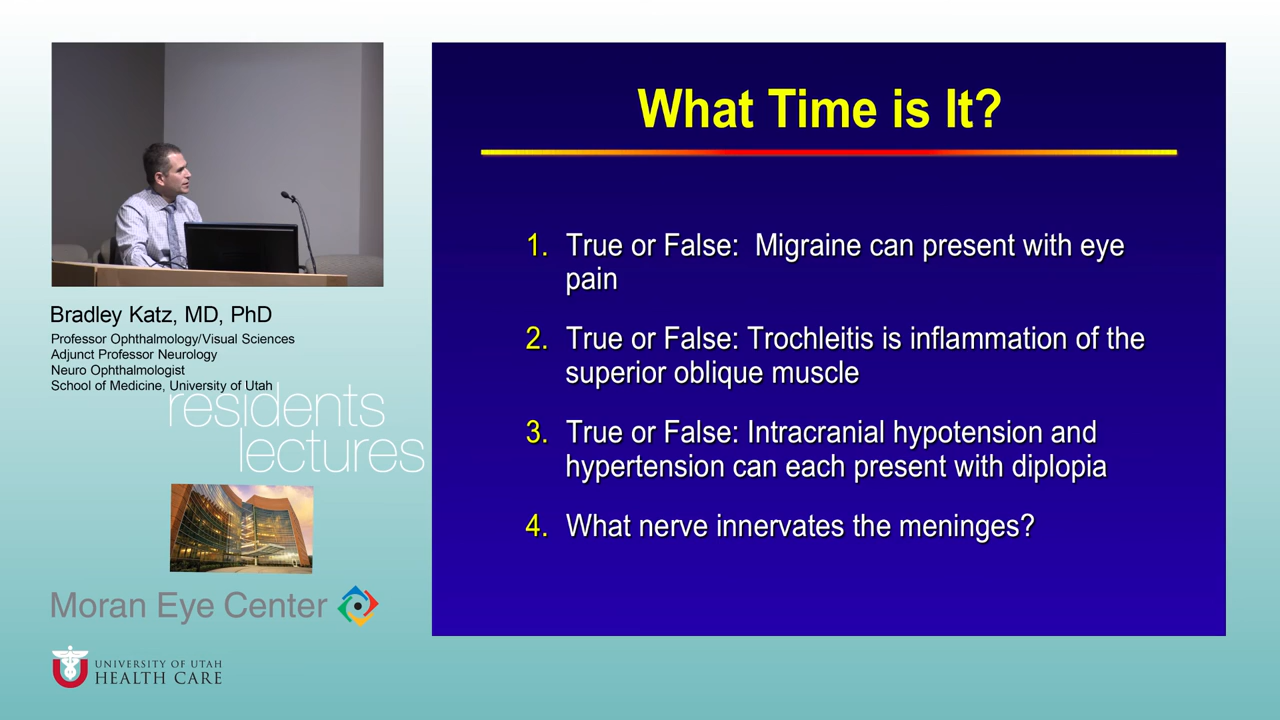 What Time is It?
1. True or False: Migraine can present with eye
pain
2. True or False: Trochleitis is inflammation of the
superior oblique muscle
3. True or False: Intracranial hypotension and
hypertension can each present with diplopia
4. What nerve innervates the meninges?
Bradley Katz, MD, PhD
Professor Ophthalmology/Visual Sciences
Adjunct Professor Neurology
Neuro Ophthalmologist
School of Medicine, University of Utah
residents
lectures
Moran Eye Center
UNIVERSITY OF UTAH
HEALTH CARE